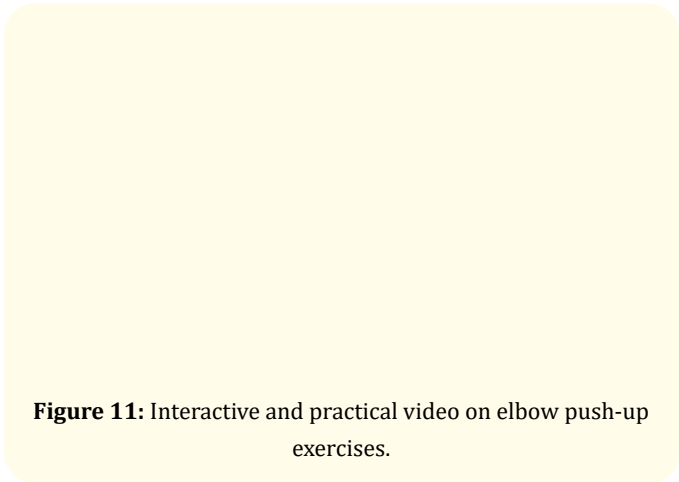 Figure 11: Interactive and practical video on elbow push-up
exercises.